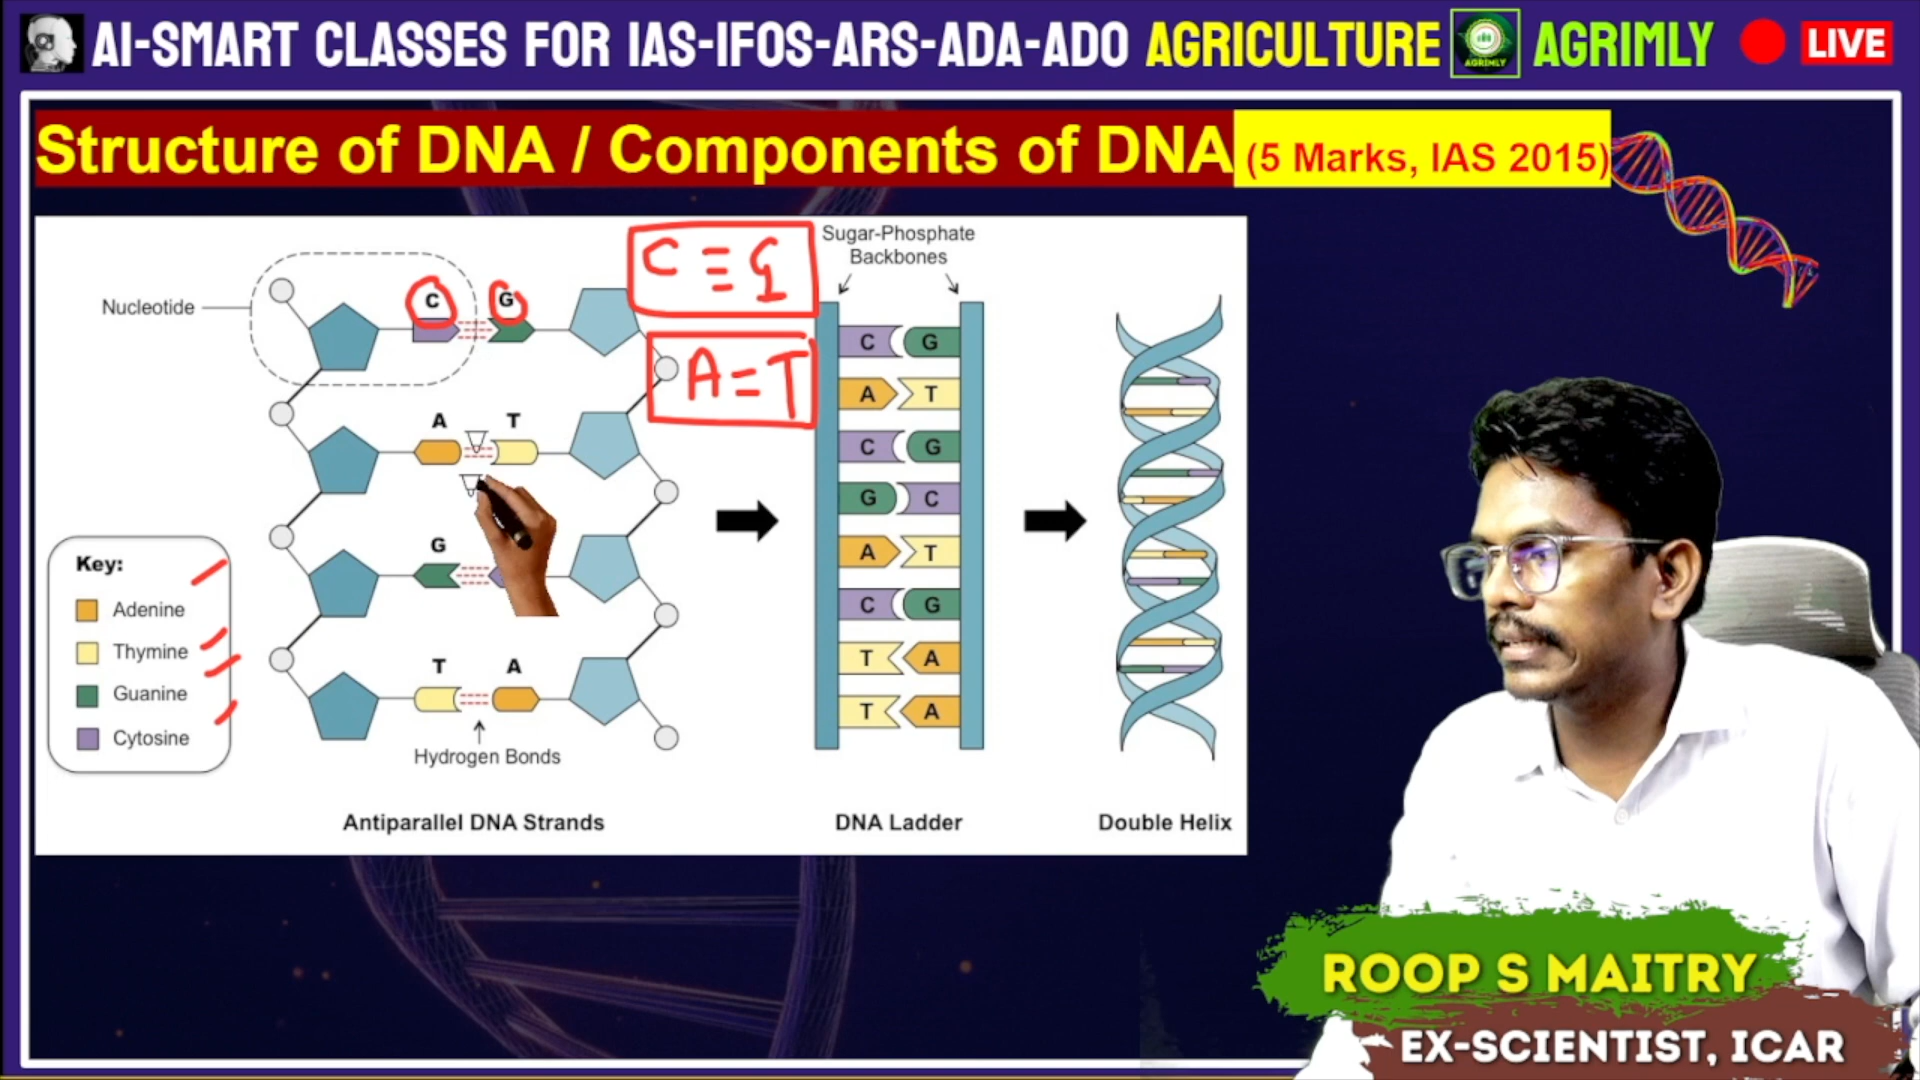 AI-SMART CLASSES FOR IAS-IFOS-ARS-ADA-ADO AGRICULTURE AGRIMLY AGRIMLY LIVE
Structure of DNA / Components of DNA (5 Marks, IAS 2015)
Nucleotide
C G
C ≡ G
A = T
A T
G
T A
Hydrogen Bonds
Key:
Adenine
Thymine
Guanine
Cytosine
Antiparallel DNA Strands
Sugar-Phosphate
Backbones
C G
A T
C G
G C
A T
C G
T A
T A
DNA Ladder
Double Helix
ROOP S MAITRY
EX-SCIENTIST, ICAR